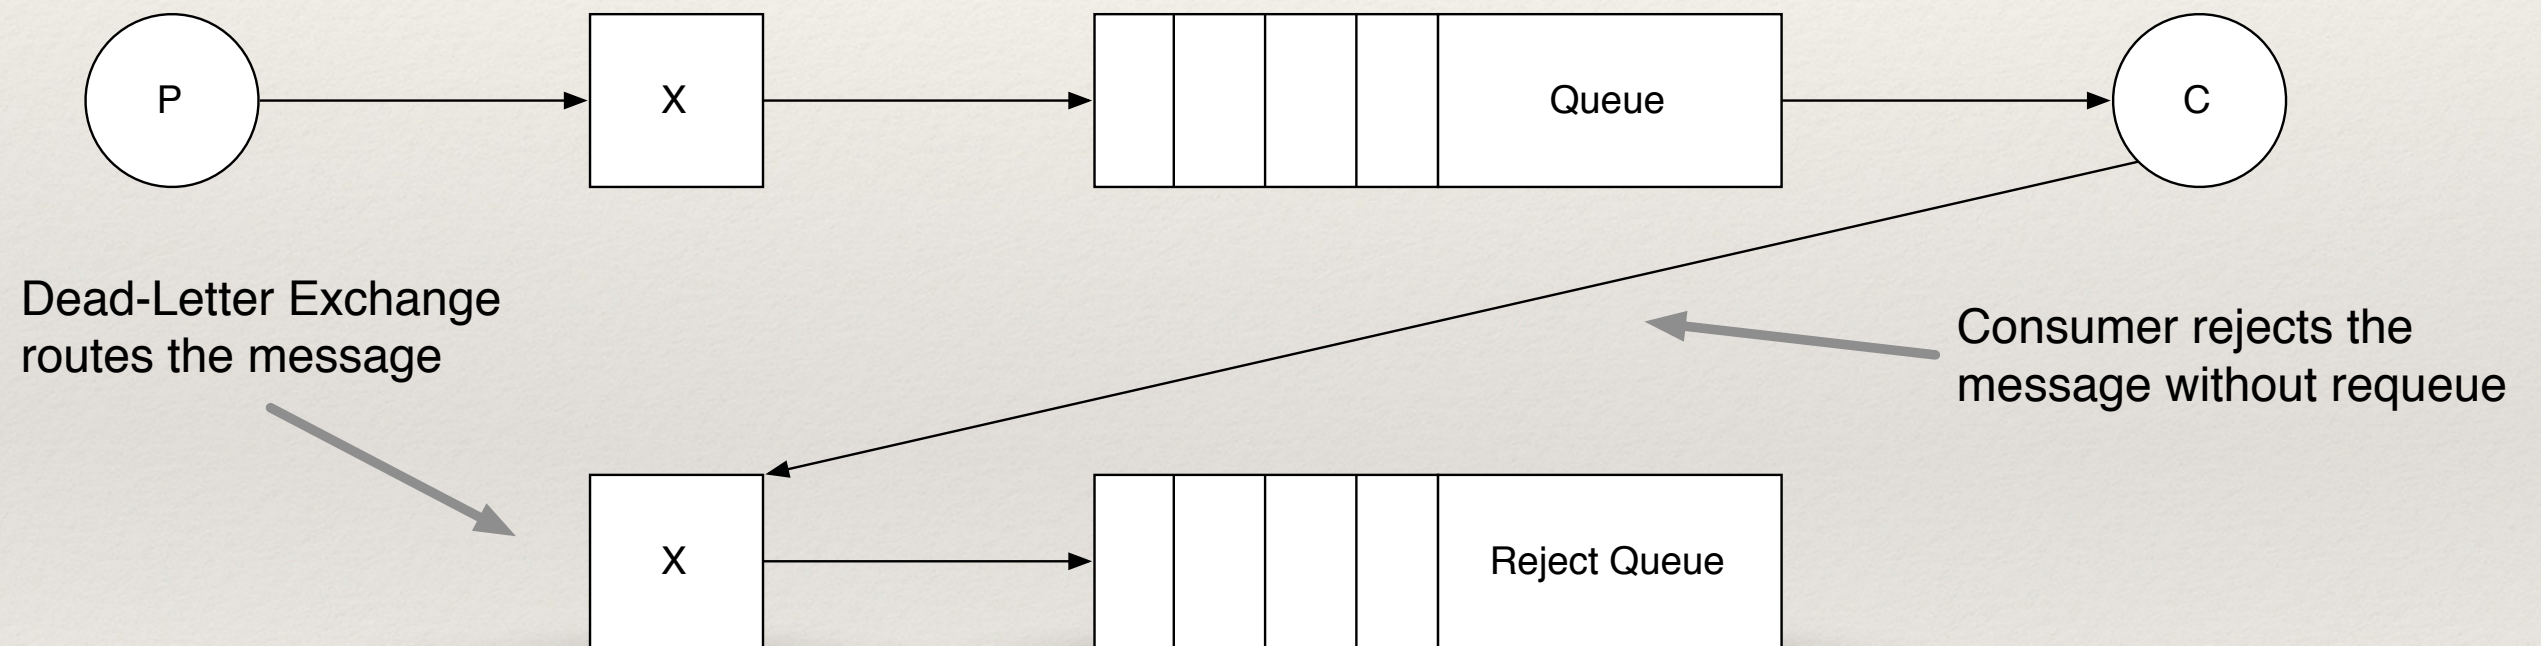 P
X
Queue
C
Dead-Letter Exchange
routes the message
Consumer rejects the
message without requeue
X
Reject Queue